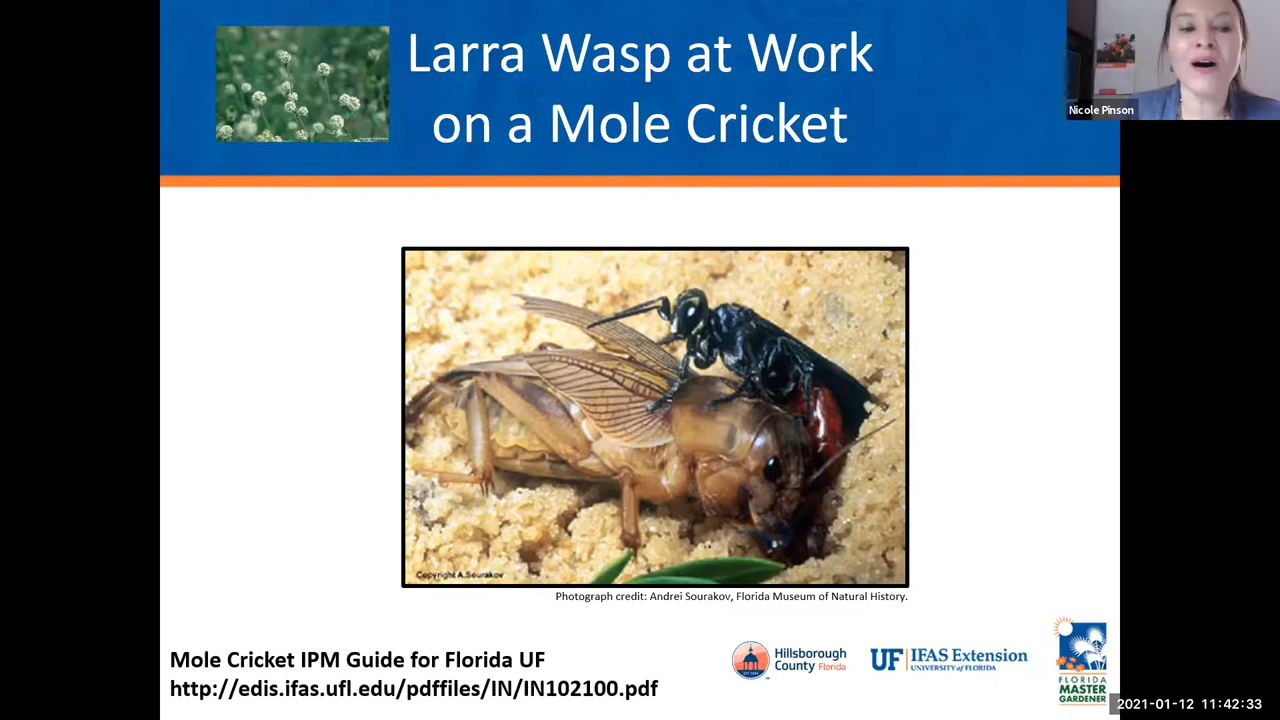 Larra Wasp at Work
on a Mole Cricket
Nicole Pinson
Copyright A.Sourakov
Photograph credit: Andrei Sourakov, Florida Museum of Natural History.
Mole Cricket IPM Guide for Florida UF
http://edis.ifas.ufl.edu/pdffiles/IN/IN102100.pdf
Hillsborough
County Florida
UF IFAS Extension
UNIVERSITY of FLORIDA
FLORIDA
MASTER
GARDENER
2021-01-12 11:42:33